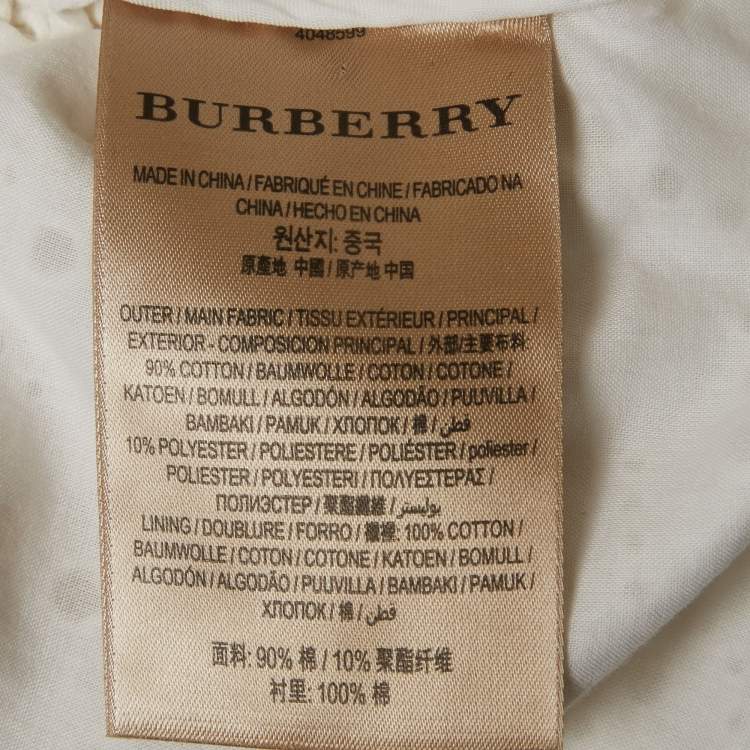 4048599
BURBERRY
MADE IN CHINA / FABRIQUÉ EN CHINE / FABRICADO NA
CHINA / HECHO EN CHINA
원산지: 중국
原產地 中國 / 原产地 中国
OUTER / MAIN FABRIC / TISSU EXTÉRIEUR / PRINCIPAL /
EXTERIOR - COMPOSICION PRINCIPAL / 外部/主要布料:
90% COTTON / BAUMWOLLE / COTON / COTONE /
KATOEN / BOMULL / ALGODÓN / ALGODÃO / PUUVILLA /
BAMBAKI / PAMUK / ХЛОПОК / 棉 / قطن /
10% POLYESTER / POLIESTERE / POLIÉSTER / poliester /
POLIESTER / POLYESTERI / ΠΟΛΥΕΣΤΕΡΑΣ /
ПОЛИЭСТЕР / 聚酯纖維 / بوليستر /
LINING / DOUBLURE / FORRO / 襯裡: 100% COTTON /
BAUMWOLLE / COTON / COTONE / KATOEN / BOMULL /
ALGODÓN / ALGODÃO / PUUVILLA / BAMBAKI / PAMUK /
ХЛОПОК / 棉 / قطن /
面料: 90% 棉 / 10% 聚酯纤维
衬里: 100% 棉